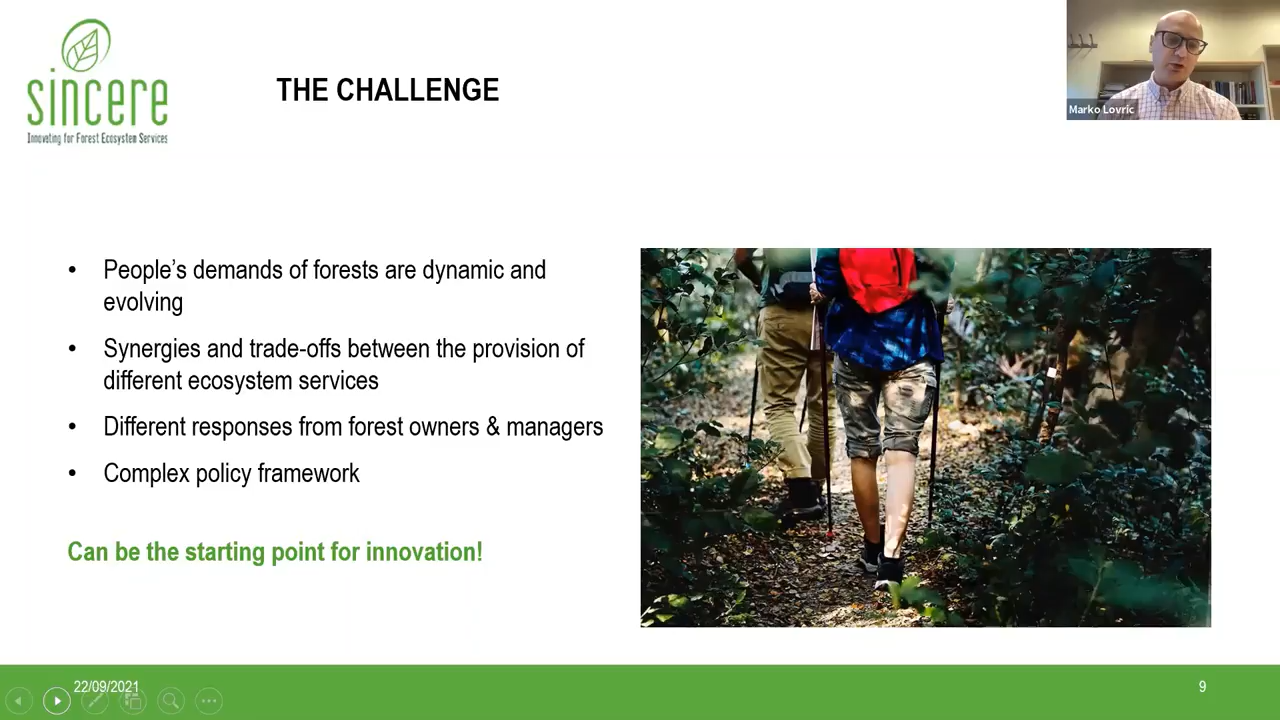 sincere
Innovating for Forest Ecosystem Services
THE CHALLENGE
Marko Lovric
• People’s demands of forests are dynamic and
evolving
• Synergies and trade-offs between the provision of
different ecosystem services
• Different responses from forest owners & managers
• Complex policy framework
Can be the starting point for innovation!
22/09/2021
9